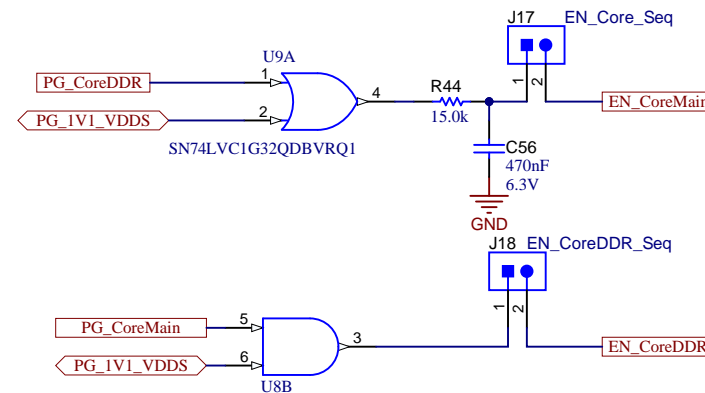 J17 EN_Core_Seq
U9A
PG_CoreDDR
1
4
R44
15.0k
1
2
EN_CoreMain
PG_1V1_VDDS
2
SN74LVC1G32QDBVRQ1
C56
470nF
6.3V
GND
J18 EN_CoreDDR_Seq
1
2
PG_CoreMain
5
3
EN_CoreDDR
PG_1V1_VDDS
6
U8B